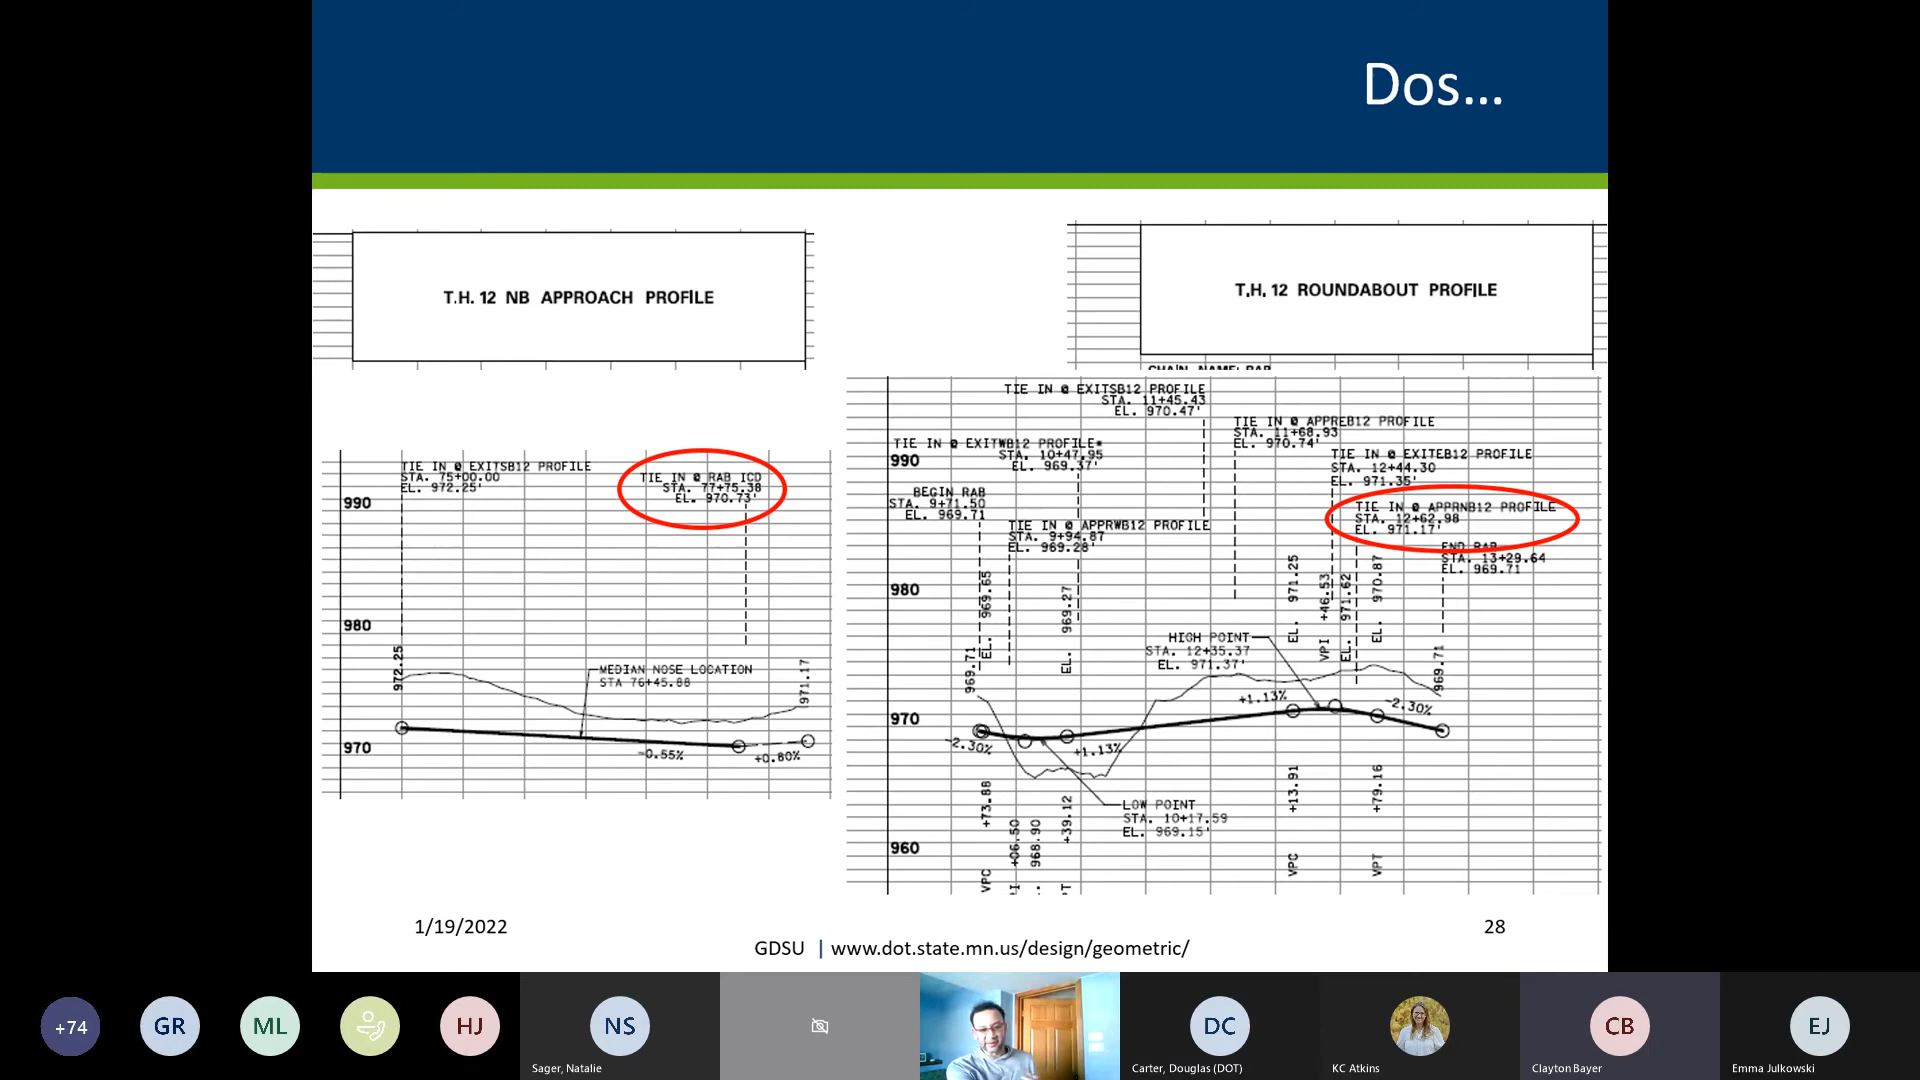 Dos...
T.H. 12 NB APPROACH PROFILE
TIE IN @ EXITSB12 PROFILE
STA. 75+00.00
EL. 972.25'
TIE IN @ RAB ICD
STA. 77+75.38
EL. 970.73'
990
980
970
972.25
MEDIAN NOSE LOCATION
STA 76+45.88
971.17
-0.55%
+0.80%
T.H. 12 ROUNDABOUT PROFILE
CHAIN NAME: RAB
TIE IN @ EXITSB12 PROFILE
STA. 11+45.43
EL. 970.47'
TIE IN @ APPREB12 PROFILE
STA. 11+68.93
EL. 970.74'
TIE IN @ EXITWB12 PROFILE
STA. 10+47.95
EL. 969.37'
990
TIE IN @ EXITEB12 PROFILE
STA. 12+44.30
EL. 971.35'
BEGIN RAB
STA. 9+71.50
EL. 969.71
TIE IN @ APPRNB12 PROFILE
STA. 12+62.98
EL. 971.17'
TIE IN @ APPRWB12 PROFILE
STA. 9+94.87
EL. 969.28'
END RAB
STA. 13+29.64
EL. 969.71
980
969.71
EL. 969.65
EL. 969.27
EL. 971.25
VPI +46.53
EL. 971.62
EL. 970.87
969.71
HIGH POINT
STA. 12+35.37
EL. 971.37'
970
-2.30%
+1.13%
+1.13%
-2.30%
LOW POINT
STA. 10+17.59
EL. 969.15'
960
VPC +73.88
+06.50
968.90
+39.12
VPC +13.91
VPT +79.16
1/19/2022
28
GDSU | www.dot.state.mn.us/design/geometric/
+74
GR
ML
HJ
NS
Sager, Natalie
DC
Carter, Douglas (DOT)
KC Atkins
CB
Clayton Bayer
EJ
Emma Julkowski